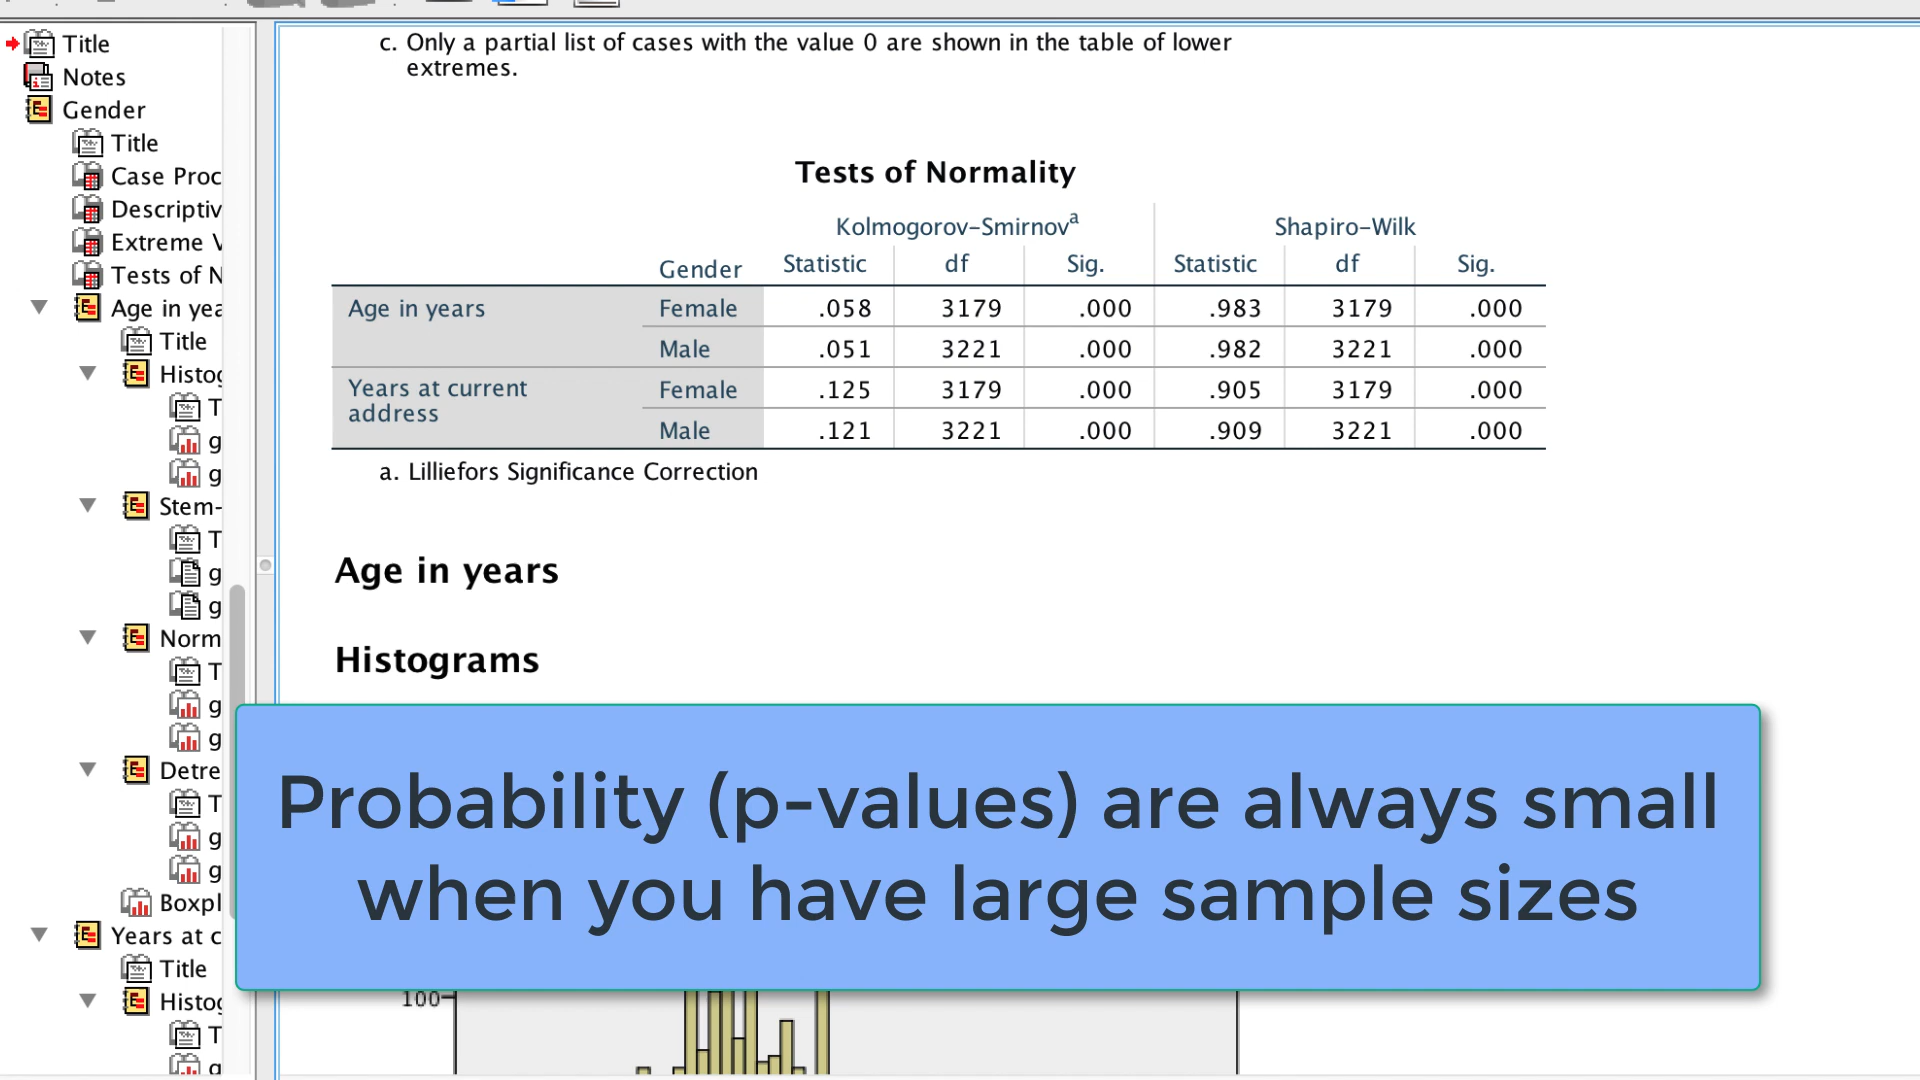 Title
Notes
Gender
Title
Case Proc
Descriptiv
Extreme V
Tests of N
Age in yea
Title
Histog
T
g
g
Stem-
T
g
g
Norm
T
g
g
Detre
T
g
g
Boxpl
Years at c
Title
Histog
T
g
c. Only a partial list of cases with the value 0 are shown in the table of lower
extremes.
Tests of Normality
Kolmogorov-Smirnovᵃ Shapiro-Wilk
Gender Statistic df Sig. Statistic df Sig.
Age in years Female .058 3179 .000 .983 3179 .000
Male .051 3221 .000 .982 3221 .000
Years at current address Female .125 3179 .000 .905 3179 .000
Male .121 3221 .000 .909 3221 .000
a. Lilliefors Significance Correction
Age in years
Histograms
Probability (p-values) are always small
when you have large sample sizes
100